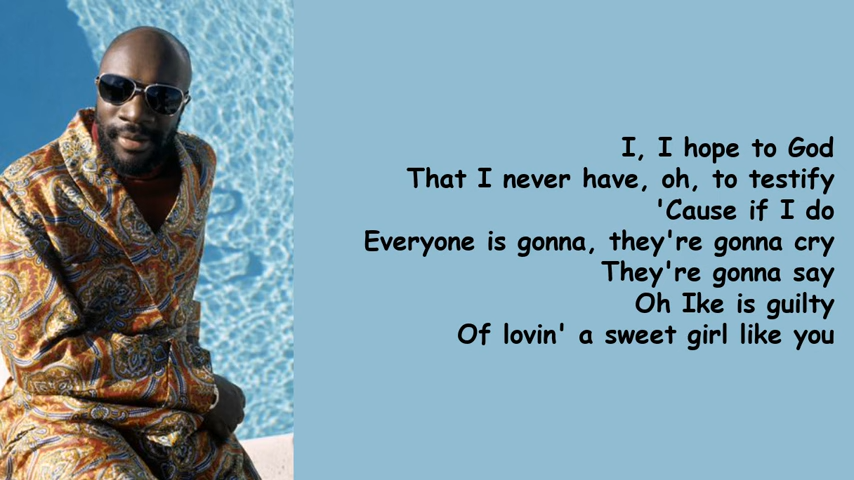 I, I hope to God
That I never have, oh, to testify
'Cause if I do
Everyone is gonna, they're gonna cry
They're gonna say
Oh Ike is guilty
Of lovin' a sweet girl like you